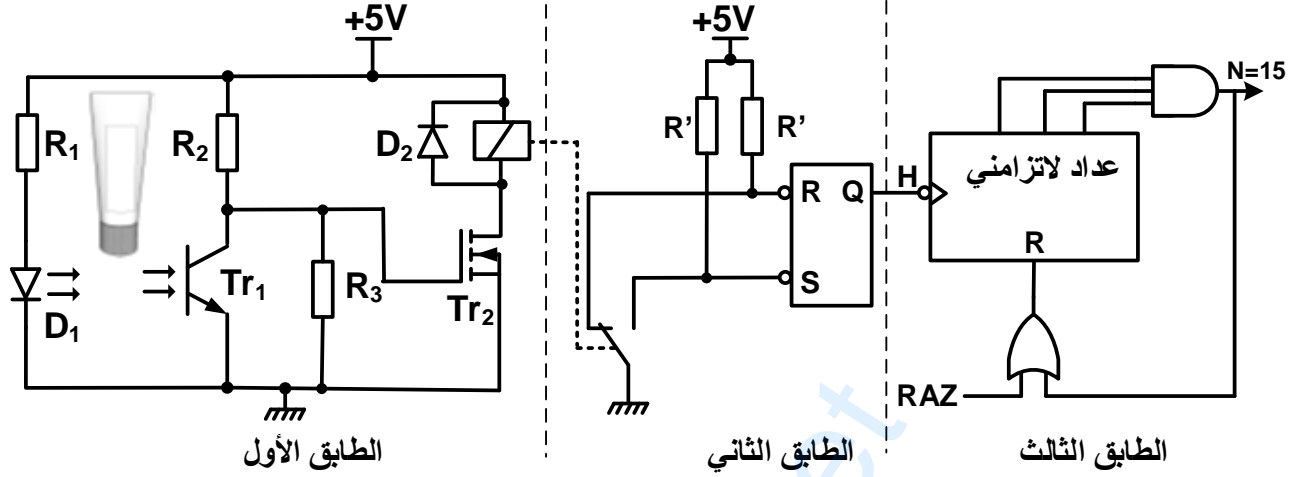 +5V
+5V
N=15
R₁
R₂
D₂
R'
R'
R
Q
H
عداد لاتزامني
R
S
D₁
Tr₁
R₃
Tr₂
RAZ
الطابق الأول
الطابق الثاني
الطابق الثالث
et